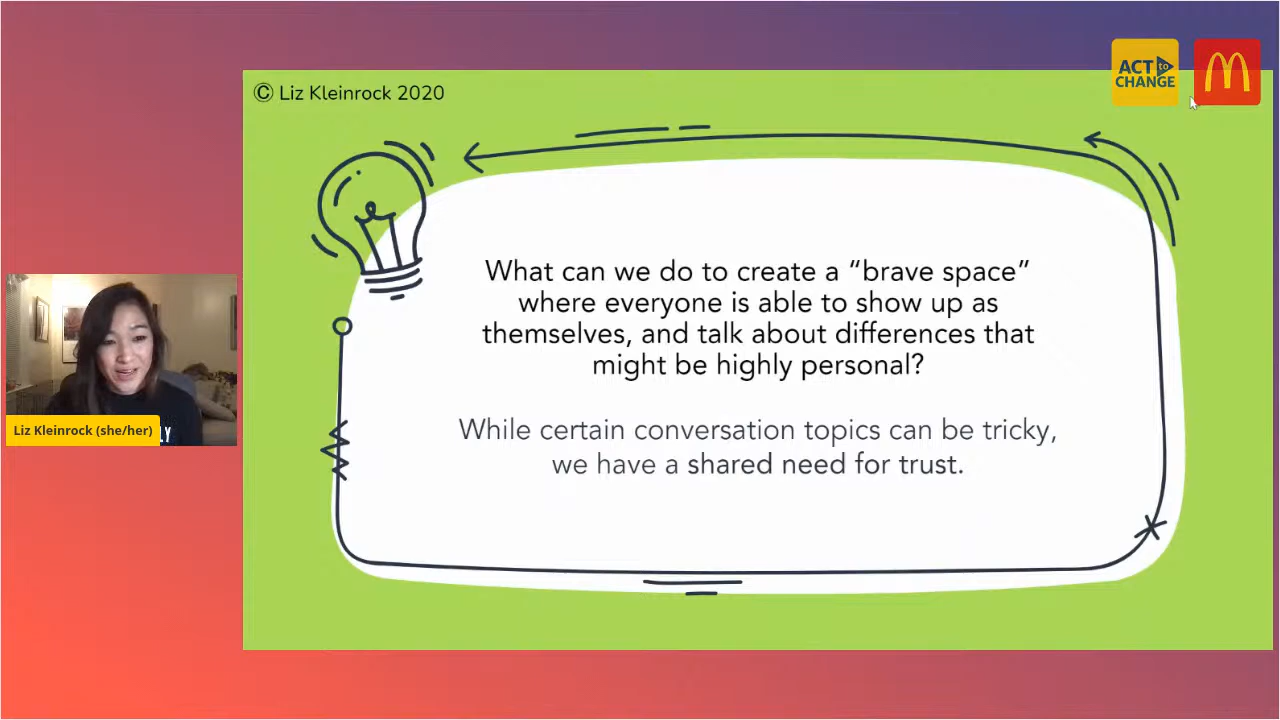 © Liz Kleinrock 2020
ACT to
CHANGE
What can we do to create a “brave space”
where everyone is able to show up as
themselves, and talk about differences that
might be highly personal?
While certain conversation topics can be tricky,
we have a shared need for trust.
Liz Kleinrock (she/her)
LY